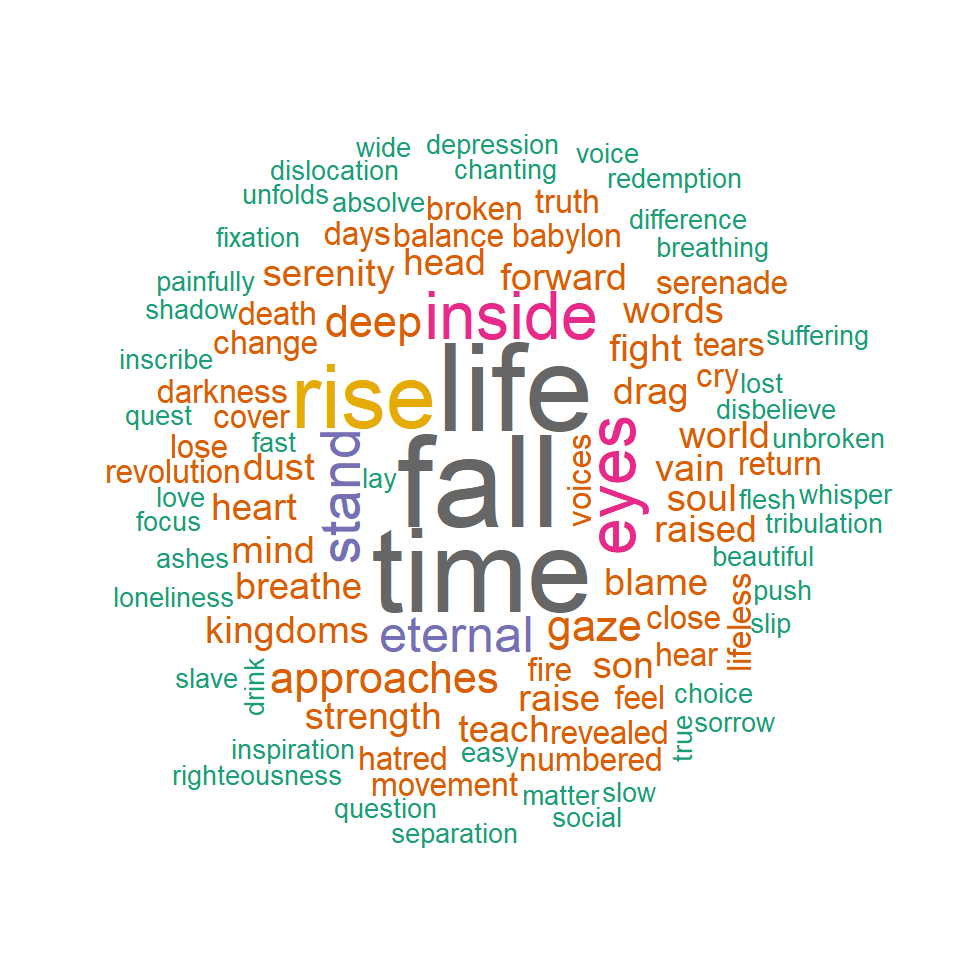 wide depression voice
dislocation chanting redemption
unfolds absolve broken truth difference
fixation days balance babylon breathing
painfully serenity head forward serenade
shadow death deep inside words suffering
inscribe change fight tears
darkness rise life drag cry lost
quest cover disbelieve
lose fast stand fall voices eyes world unbroken
revolution dust lay vain return
love heart soul flesh whisper
focus raised tribulation
ashes mind time beautiful
loneliness breathe blame lifeless push
kingdoms eternal gaze close slip
slave drink approaches fire son hear
strength raise feel choice
teach revealed true sorrow
inspiration hatred easy numbered
righteousness movement matter slow
question social
separation